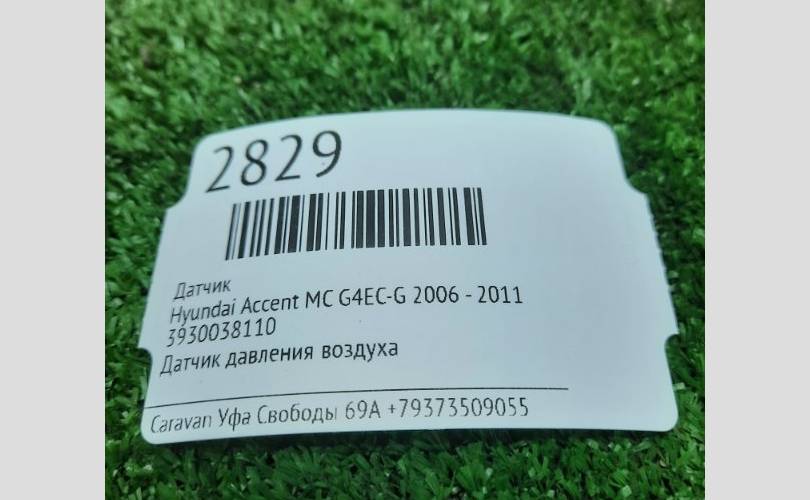 2829
Датчик
Hyundai Accent MC G4EC-G 2006 - 2011
3930038110
Датчик давления воздуха
Caravan Уфа Свободы 69А +79373509055